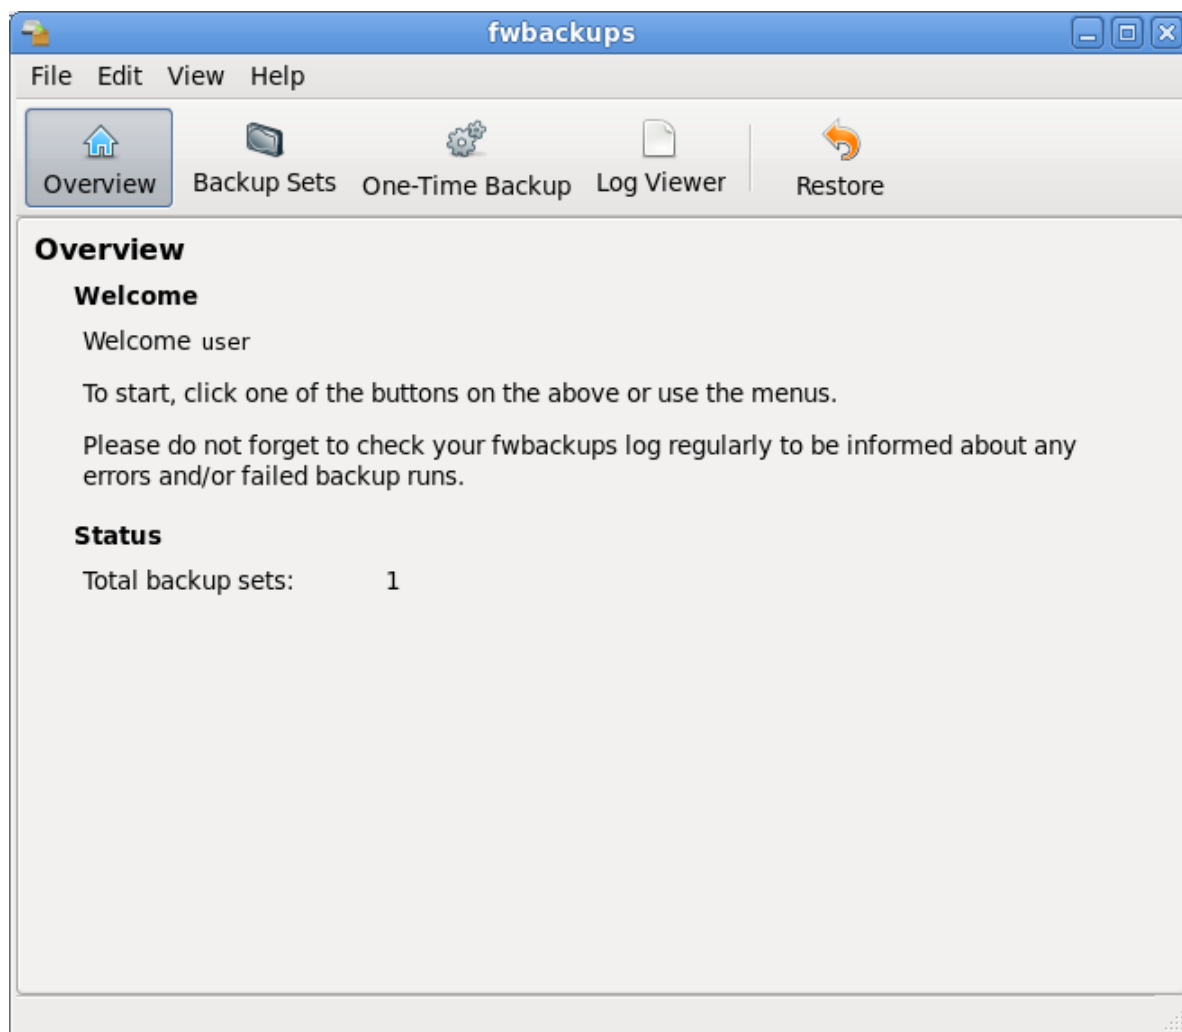 fwbackups
File Edit View Help
Overview Backup Sets One-Time Backup Log Viewer Restore
Overview
Welcome
Welcome user
To start, click one of the buttons on the above or use the menus.
Please do not forget to check your fwbackups log regularly to be informed about any
errors and/or failed backup runs.
Status
Total backup sets: 1